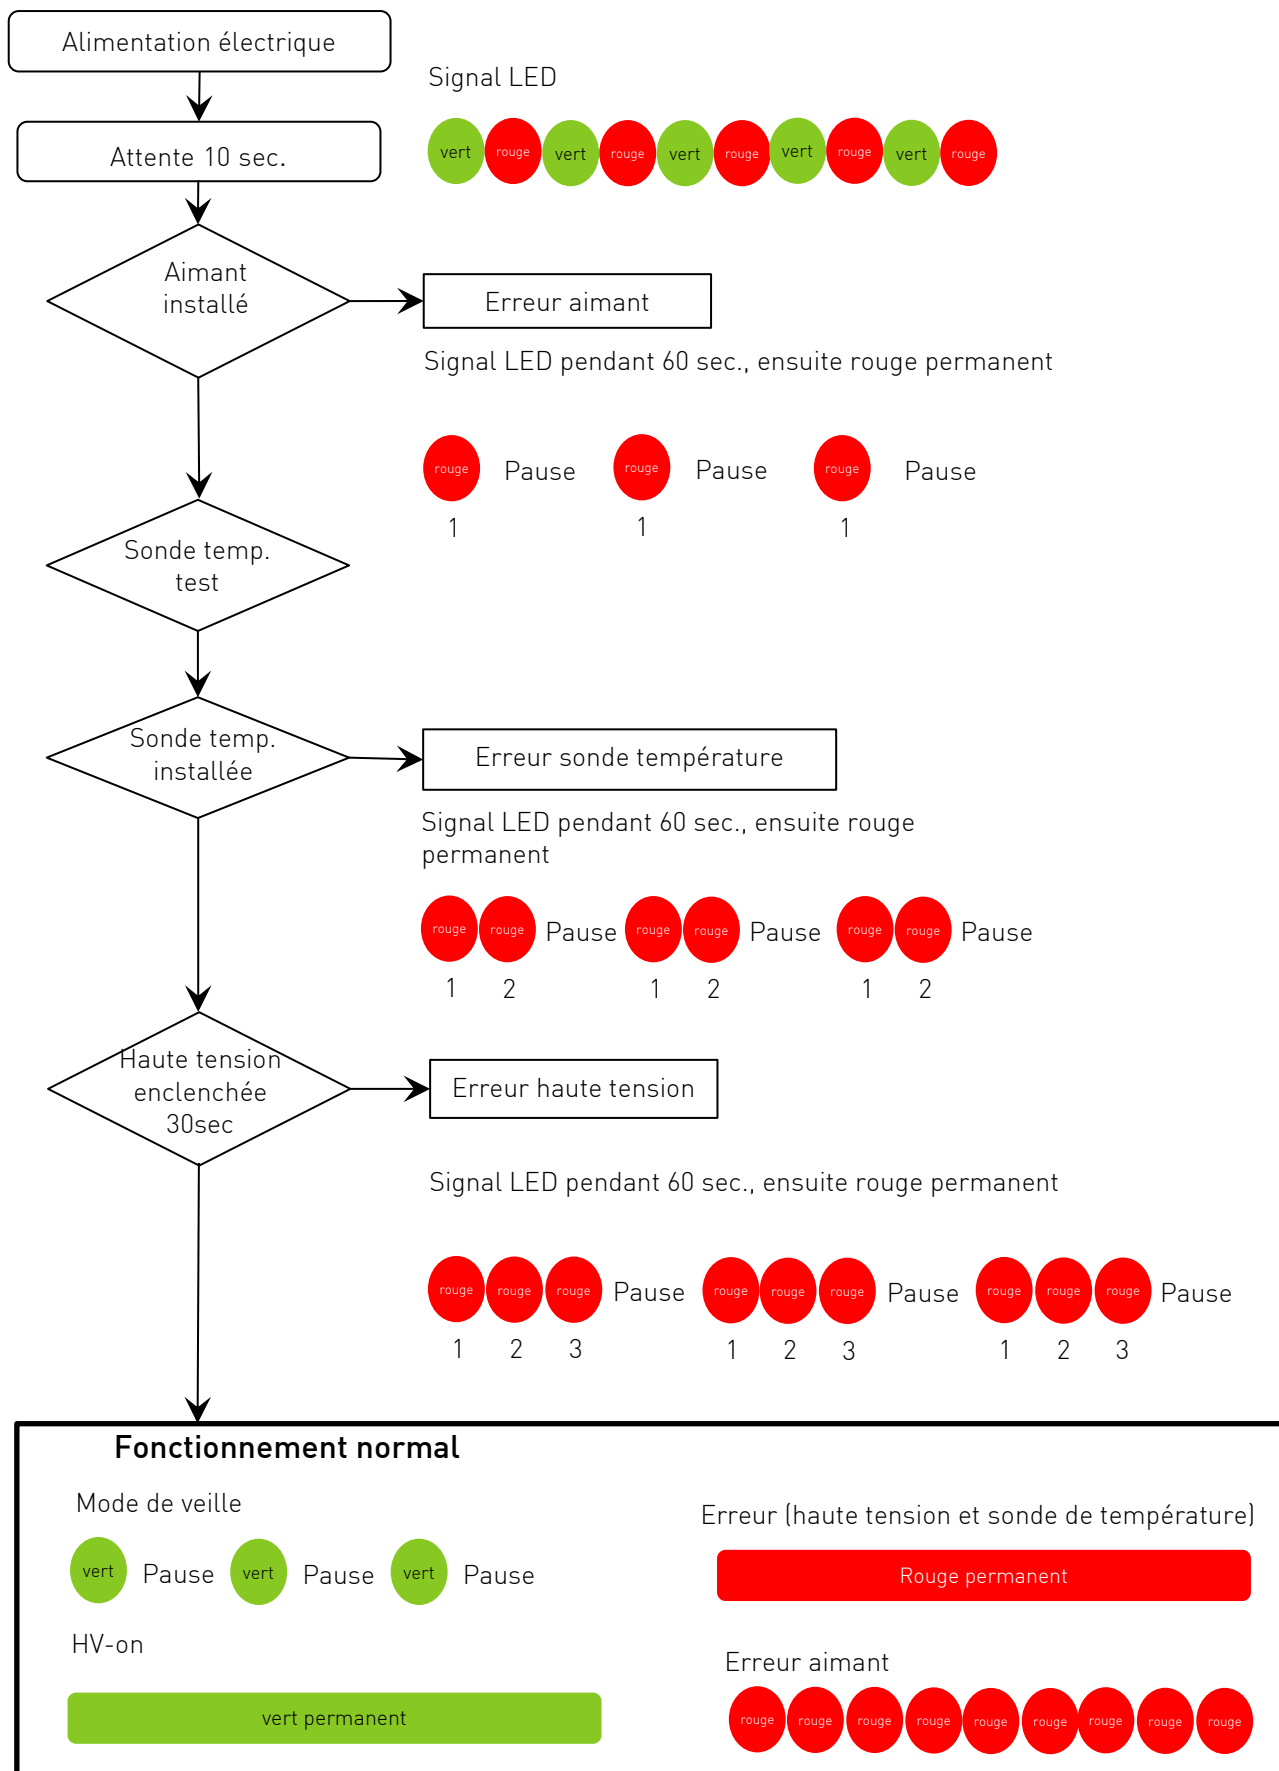 Alimentation électrique
Signal LED
Attente 10 sec.
vert rouge vert rouge vert rouge vert rouge vert rouge
Aimant
installé
Erreur aimant
Signal LED pendant 60 sec., ensuite rouge permanent
rouge Pause rouge Pause rouge Pause
1 1 1
Sonde temp.
test
Sonde temp.
installée
Erreur sonde température
Signal LED pendant 60 sec., ensuite rouge
permanent
rouge rouge Pause rouge rouge Pause rouge rouge Pause
1 2 1 2 1 2
Haute tension
enclenchée
30sec
Erreur haute tension
Signal LED pendant 60 sec., ensuite rouge permanent
rouge rouge rouge Pause rouge rouge rouge Pause rouge rouge rouge Pause
1 2 3 1 2 3 1 2 3
Fonctionnement normal
Mode de veille
vert Pause vert Pause vert Pause
HV-on
vert permanent
Erreur (haute tension et sonde de température)
Rouge permanent
Erreur aimant
rouge rouge rouge rouge rouge rouge rouge rouge rouge